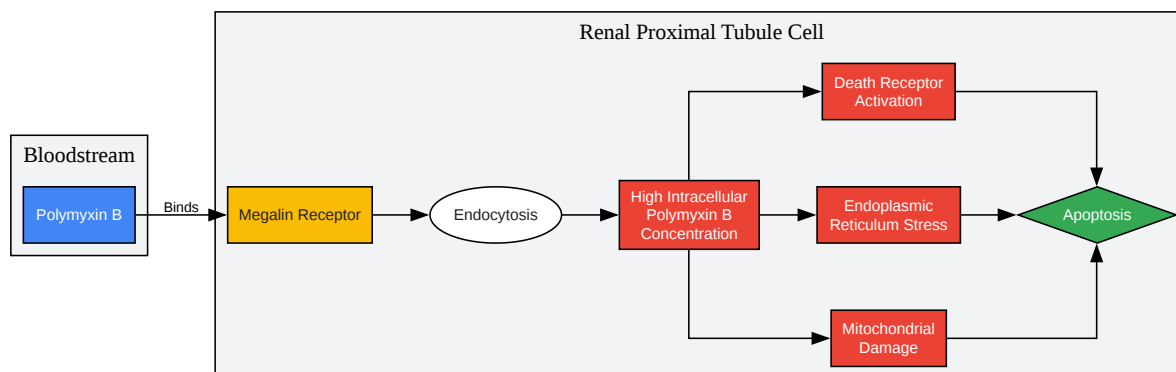 Renal Proximal Tubule Cell
Bloodstream
Polymyxin B
Binds
Megalin Receptor
Endocytosis
High Intracellular
Polymyxin B
Concentration
Death Receptor
Activation
Endoplasmic
Reticulum Stress
Mitochondrial
Damage
Apoptosis